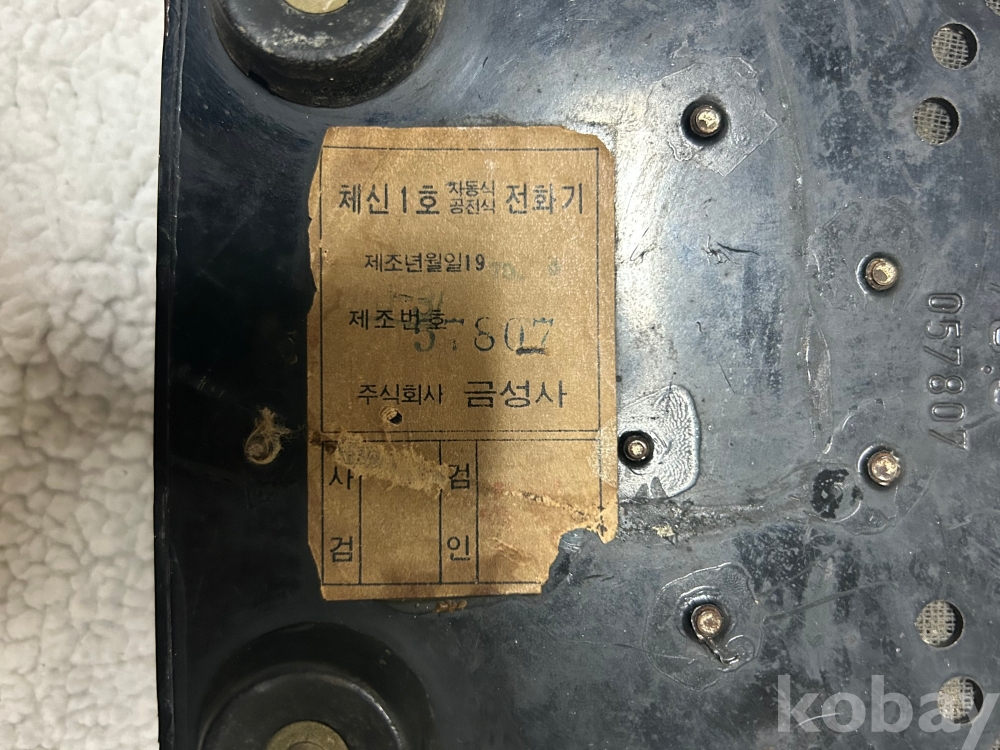 체신1호 자동식 공전식 전화기
제조년월일19
제조번호 57807
주식회사 금성사
사검
검인
057807
kobay